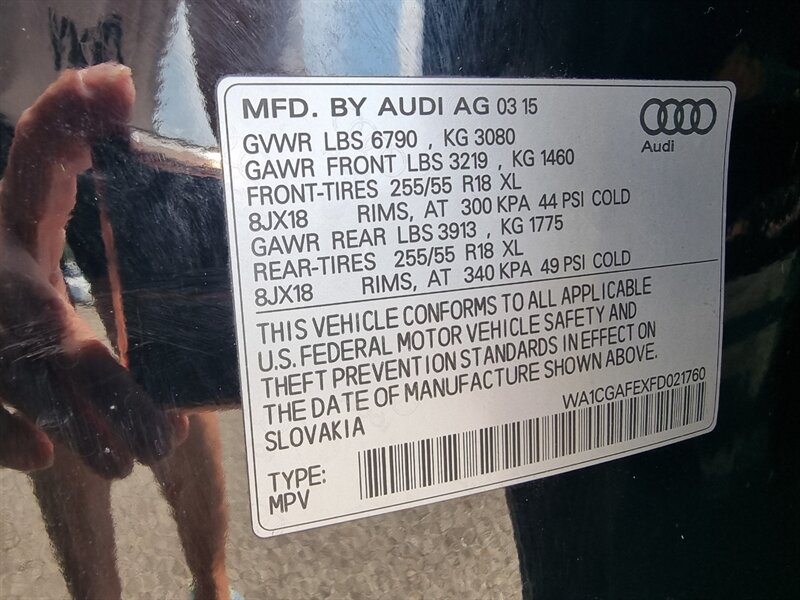 MFD. BY AUDI AG 03 15
Audi
GVWR LBS 6790 , KG 3080
GAWR FRONT LBS 3219 , KG 1460
FRONT-TIRES 255/55 R18 XL
8JX18 RIMS, AT 300 KPA 44 PSI COLD
GAWR REAR LBS 3913 , KG 1775
REAR-TIRES 255/55 R18 XL
8JX18 RIMS, AT 340 KPA 49 PSI COLD
THIS VEHICLE CONFORMS TO ALL APPLICABLE
U.S. FEDERAL MOTOR VEHICLE SAFETY AND
THEFT PREVENTION STANDARDS IN EFFECT ON
THE DATE OF MANUFACTURE SHOWN ABOVE.
SLOVAKIA
WA1CGAFEXFD021760
TYPE:
MPV